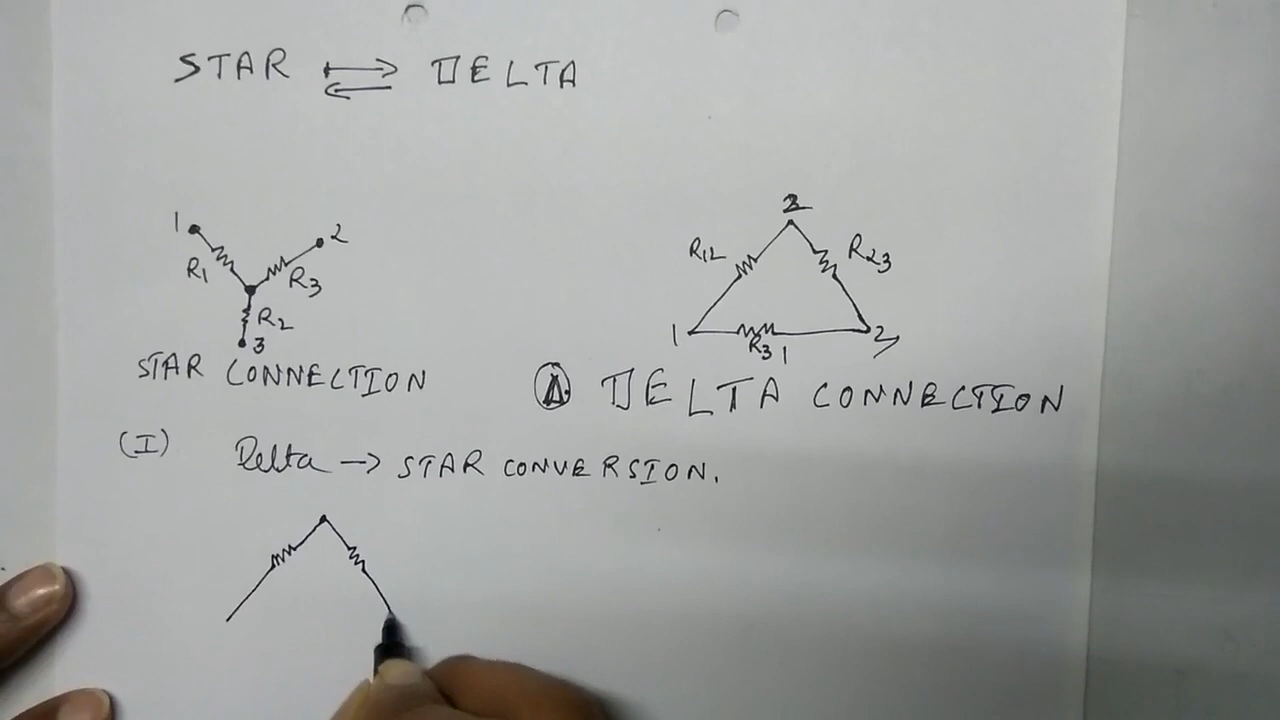 STAR ⇌ DELTA
1
2
R1
R3
R2
3
STAR CONNECTION
R12
R23
1
2
R31
Δ DELTA CONNECTION
(I) Delta → STAR CONVERSION.